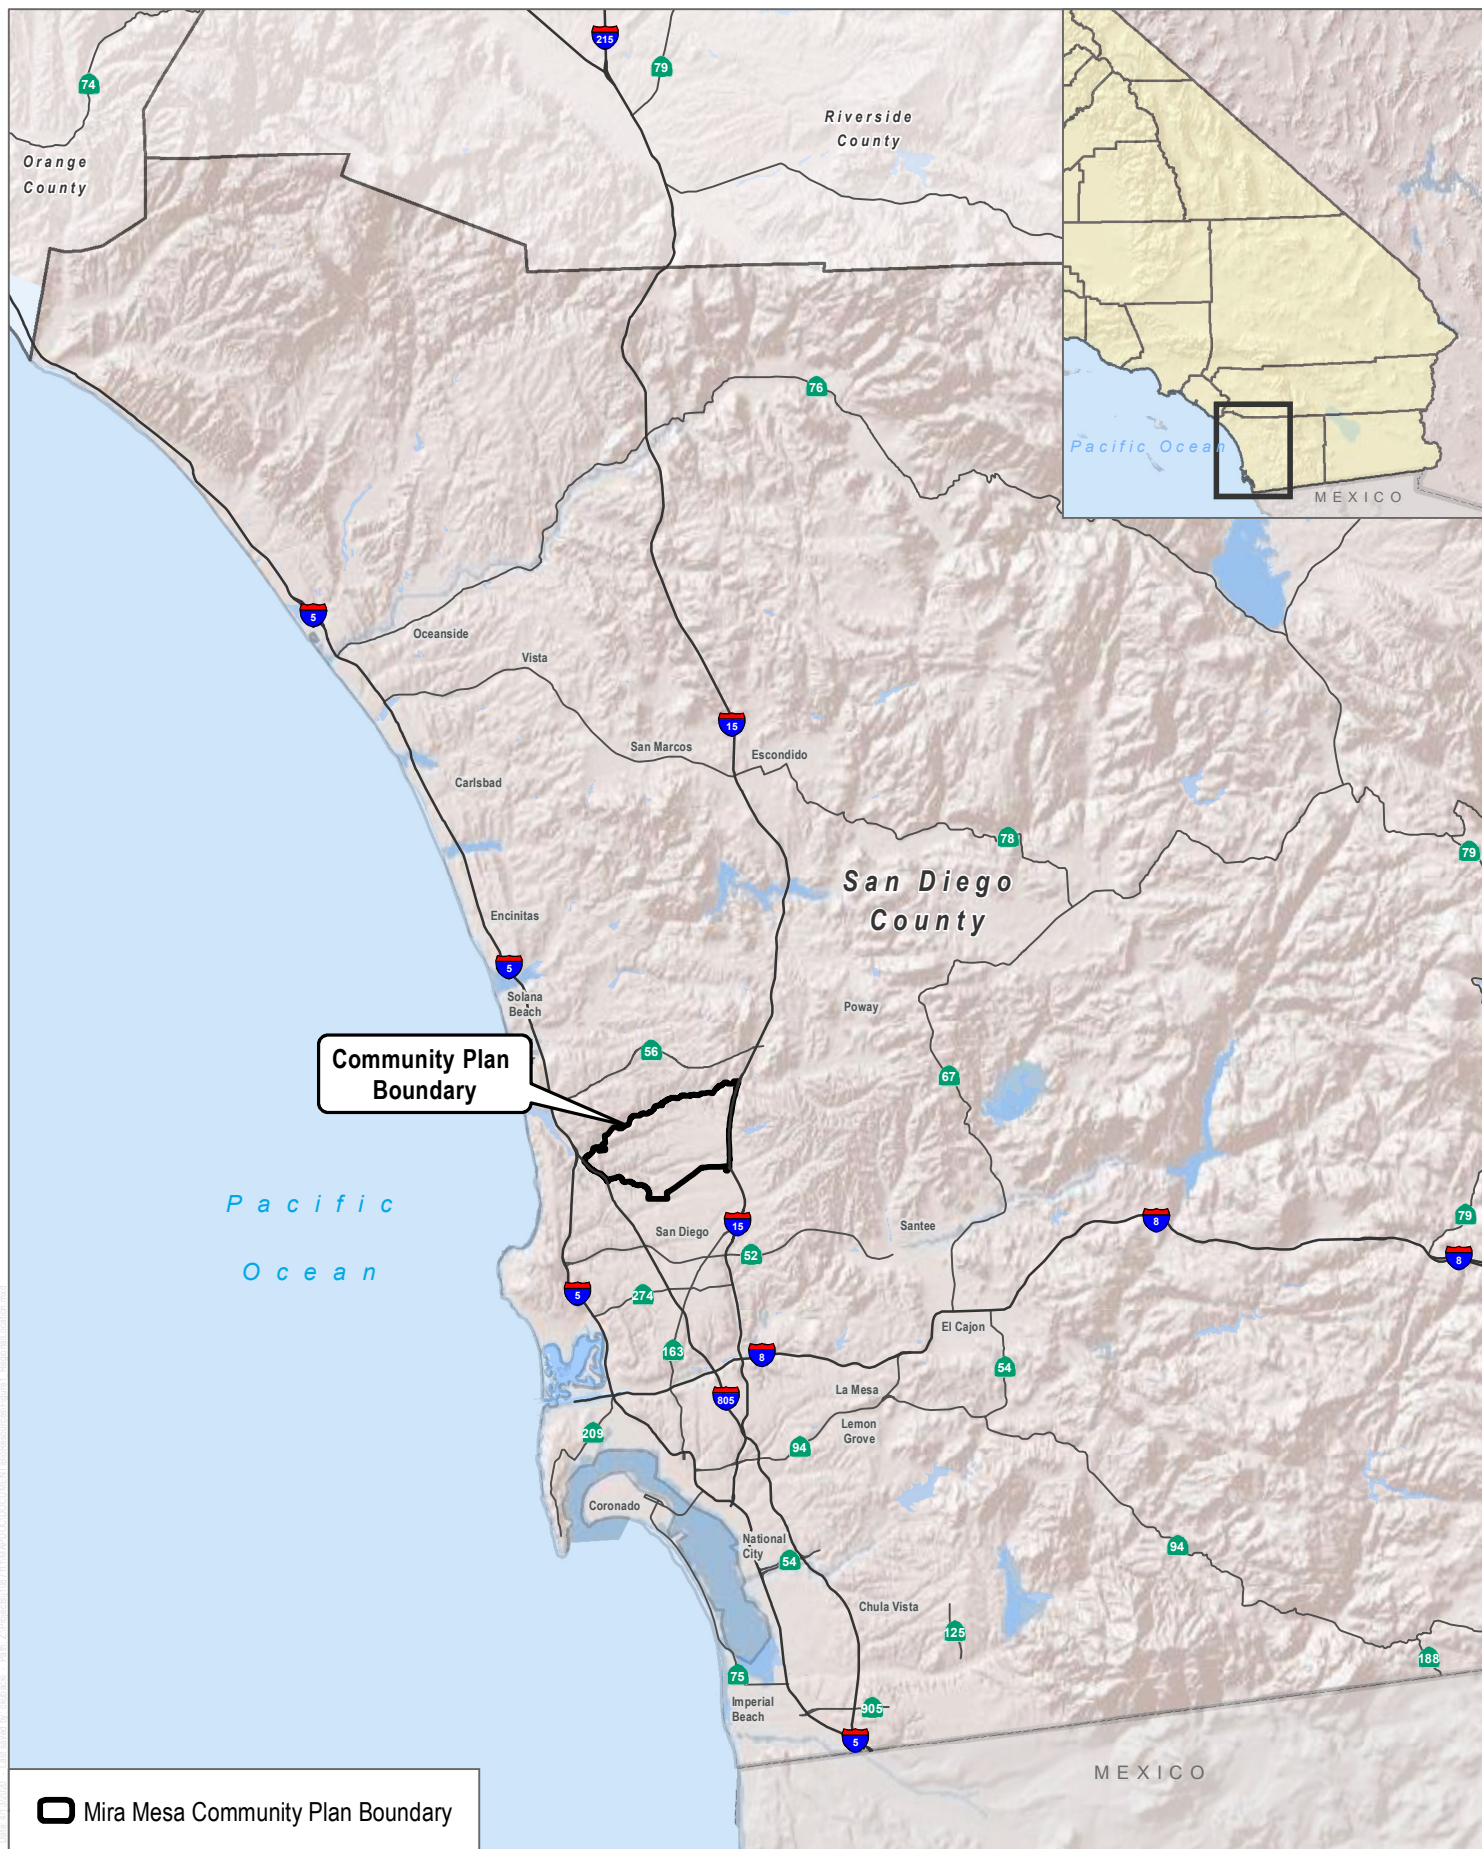 215
79
74
Riverside
County
Orange
County
76
Pacific Ocean
MEXICO
5
Oceanside
Vista
15
San Marcos
Escondido
Carlsbad
78
79
San Diego
County
Encinitas
5
Solana
Beach
Poway
Community Plan
Boundary
56
67
Pacific
Ocean
San Diego
15
52
Santee
8
79
8
5
274
El Cajon
163
8
54
805
La Mesa
Lemon
Grove
209
94
Coronado
National
City
54
94
Chula Vista
125
188
75
Imperial
Beach
905
5
MEXICO
Mira Mesa Community Plan Boundary